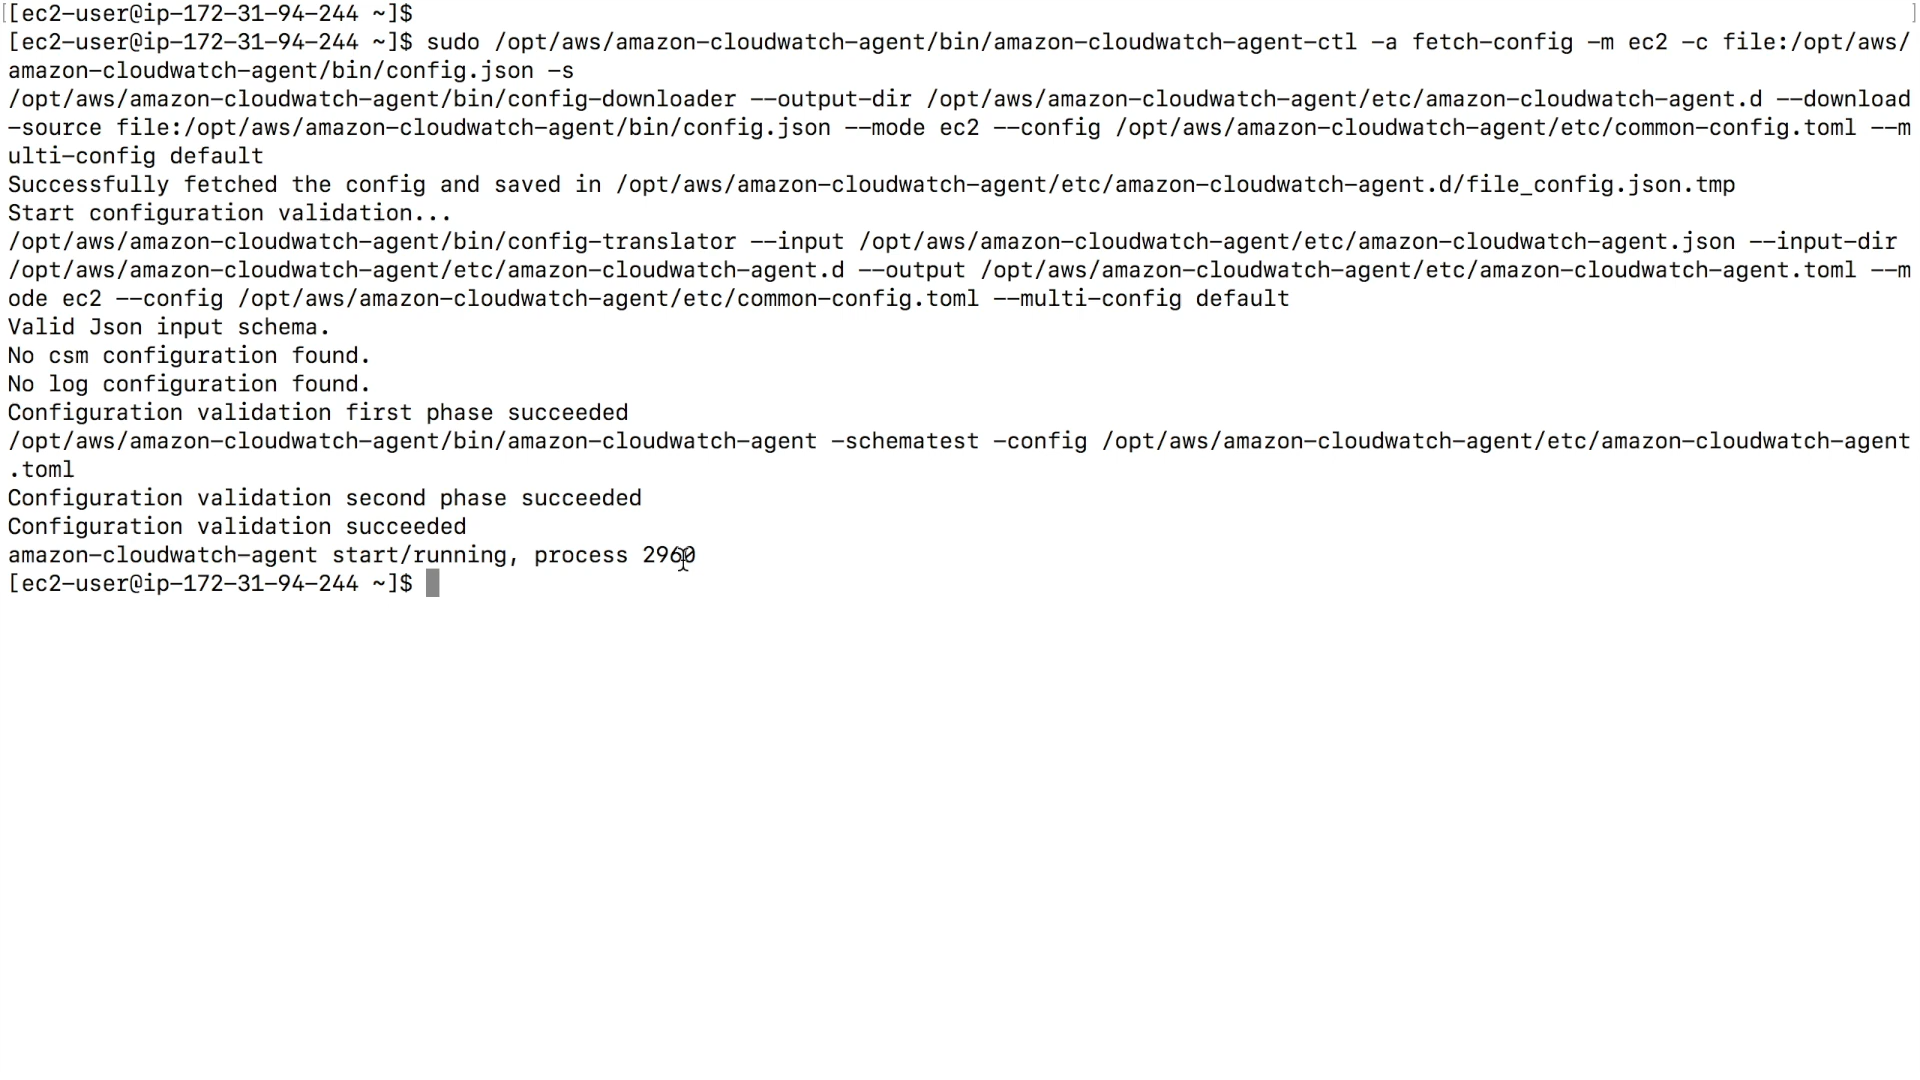 [[ec2-user@ip-172-31-94-244 ~]$ ]
[ec2-user@ip-172-31-94-244 ~]$ sudo /opt/aws/amazon-cloudwatch-agent/bin/amazon-cloudwatch-agent-ctl -a fetch-config -m ec2 -c file:/opt/aws/
amazon-cloudwatch-agent/bin/config.json -s
/opt/aws/amazon-cloudwatch-agent/bin/config-downloader --output-dir /opt/aws/amazon-cloudwatch-agent/etc/amazon-cloudwatch-agent.d --download
-source file:/opt/aws/amazon-cloudwatch-agent/bin/config.json --mode ec2 --config /opt/aws/amazon-cloudwatch-agent/etc/common-config.toml --m
ulti-config default
Successfully fetched the config and saved in /opt/aws/amazon-cloudwatch-agent/etc/amazon-cloudwatch-agent.d/file_config.json.tmp
Start configuration validation...
/opt/aws/amazon-cloudwatch-agent/bin/config-translator --input /opt/aws/amazon-cloudwatch-agent/etc/amazon-cloudwatch-agent.json --input-dir
/opt/aws/amazon-cloudwatch-agent/etc/amazon-cloudwatch-agent.d --output /opt/aws/amazon-cloudwatch-agent/etc/amazon-cloudwatch-agent.toml --m
ode ec2 --config /opt/aws/amazon-cloudwatch-agent/etc/common-config.toml --multi-config default
Valid Json input schema.
No csm configuration found.
No log configuration found.
Configuration validation first phase succeeded
/opt/aws/amazon-cloudwatch-agent/bin/amazon-cloudwatch-agent -schematest -config /opt/aws/amazon-cloudwatch-agent/etc/amazon-cloudwatch-agent
.toml
Configuration validation second phase succeeded
Configuration validation succeeded
amazon-cloudwatch-agent start/running, process 2960
[ec2-user@ip-172-31-94-244 ~]$